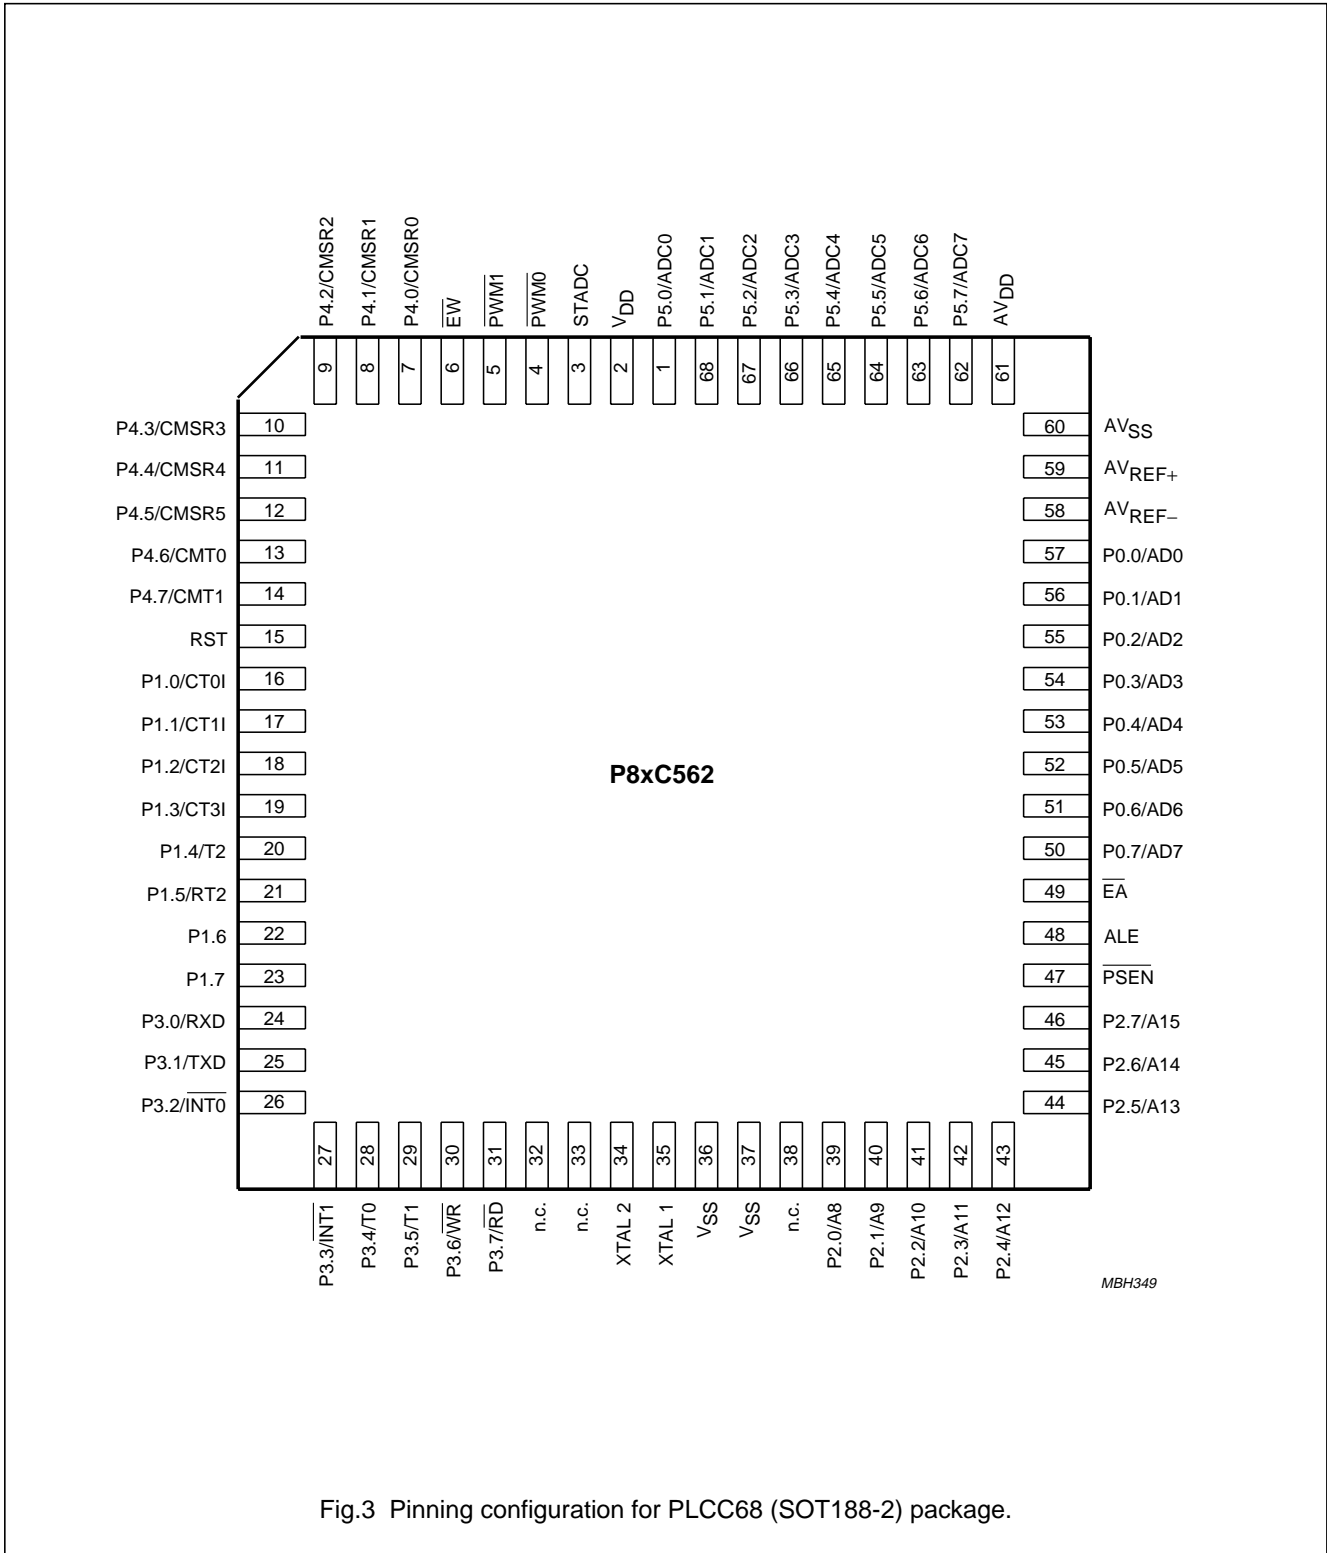 P4.2/CMSR2
P4.1/CMSR1
P4.0/CMSR0
EW
PWM1
PWM0
STADC
VDD
P5.0/ADC0
P5.1/ADC1
P5.2/ADC2
P5.3/ADC3
P5.4/ADC4
P5.5/ADC5
P5.6/ADC6
P5.7/ADC7
AVDD
9
8
7
6
5
4
3
2
1
68
67
66
65
64
63
62
61
P4.3/CMSR3 10
P4.4/CMSR4 11
P4.5/CMSR5 12
P4.6/CMT0 13
P4.7/CMT1 14
RST 15
P1.0/CT0I 16
P1.1/CT1I 17
P1.2/CT2I 18
P1.3/CT3I 19
P1.4/T2 20
P1.5/RT2 21
P1.6 22
P1.7 23
P3.0/RXD 24
P3.1/TXD 25
P3.2/INT0 26
P8xC562
60 AVSS
59 AVREF+
58 AVREF−
57 P0.0/AD0
56 P0.1/AD1
55 P0.2/AD2
54 P0.3/AD3
53 P0.4/AD4
52 P0.5/AD5
51 P0.6/AD6
50 P0.7/AD7
49 EA
48 ALE
47 PSEN
46 P2.7/A15
45 P2.6/A14
44 P2.5/A13
27
28
29
30
31
32
33
34
35
36
37
38
39
40
41
42
43
P3.3/INT1
P3.4/T0
P3.5/T1
P3.6/WR
P3.7/RD
n.c.
n.c.
XTAL 2
XTAL 1
VSS
VSS
n.c.
P2.0/A8
P2.1/A9
P2.2/A10
P2.3/A11
P2.4/A12
MBH349
Fig.3 Pinning configuration for PLCC68 (SOT188-2) package.